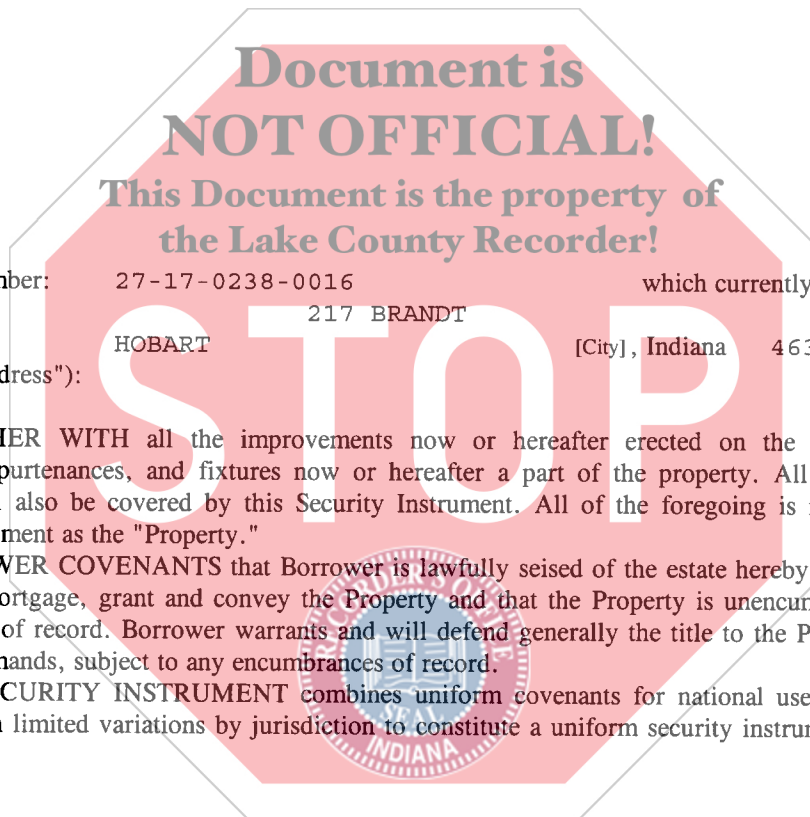 Document is
NOT OFFICIAL!
This Document is the property of
the Lake County Recorder!
mber: 27-17-0238-0016 which currently
217 BRANDT
HOBART [City], Indiana 463
dress"):
STOP
HER WITH all the improvements now or hereafter erected on the
purtenances, and fixtures now or hereafter a part of the property. All
also be covered by this Security Instrument. All of the foregoing is
ment as the "Property."
WER COVENANTS that Borrower is lawfully seised of the estate hereby
ortgage, grant and convey the Property and that the Property is unencum
of record. Borrower warrants and will defend generally the title to the P
mands, subject to any encumbrances of record.
CURITY INSTRUMENT combines uniform covenants for national use
limited variations by jurisdiction to constitute a uniform security instrum
RECORDER'S OFFICE
SEAL
INDIANA